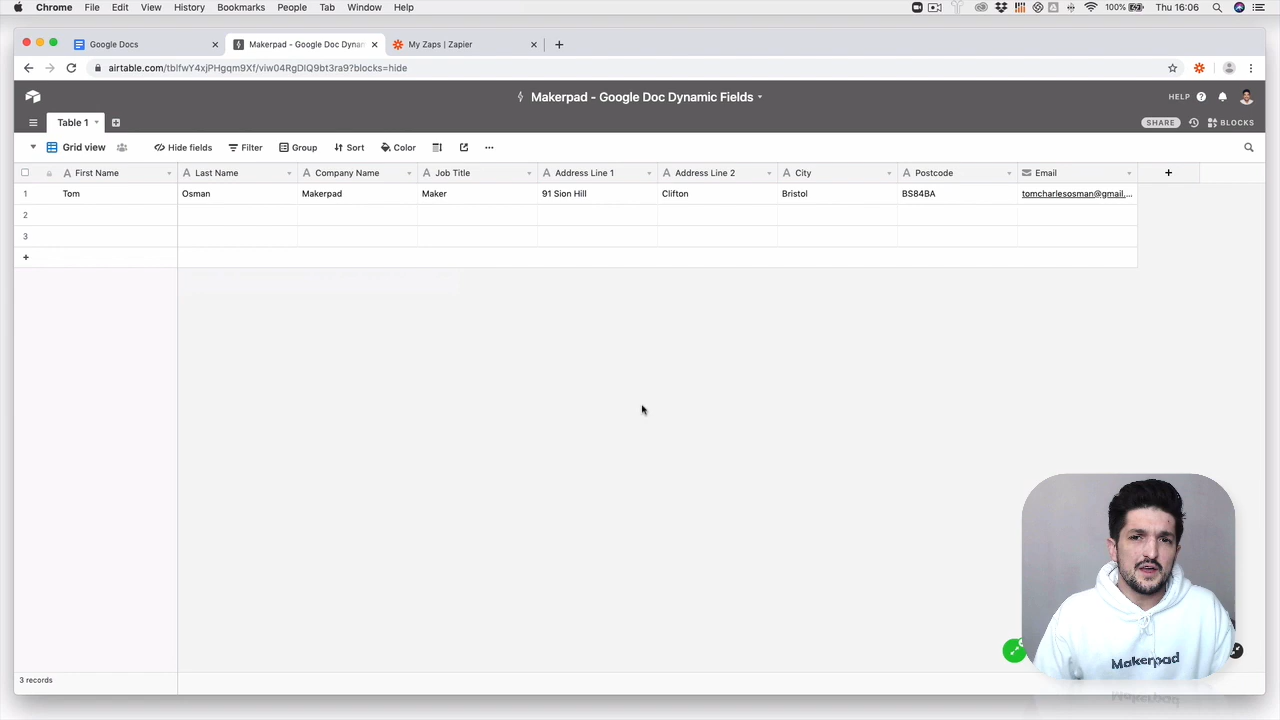 Chrome File Edit View History Bookmarks People Tab Window Help 100% Thu 16:06
Google Docs Makerpad - Google Doc Dynan My Zaps | Zapier
airtable.com/tblfwY4xjPHgqm9Xf/viw04RgDlQ9bt3ra9?blocks=hide
Makerpad - Google Doc Dynamic Fields HELP
Table 1 SHARE BLOCKS
Grid view Hide fields Filter Group Sort Color
First Name Last Name Company Name Job Title Address Line 1 Address Line 2 City Postcode Email
1 Tom Osman Makerpad Maker 91 Sion Hill Clifton Bristol BS84BA tomcharlesosman@gmail....
2
3
Makerpad
3 records